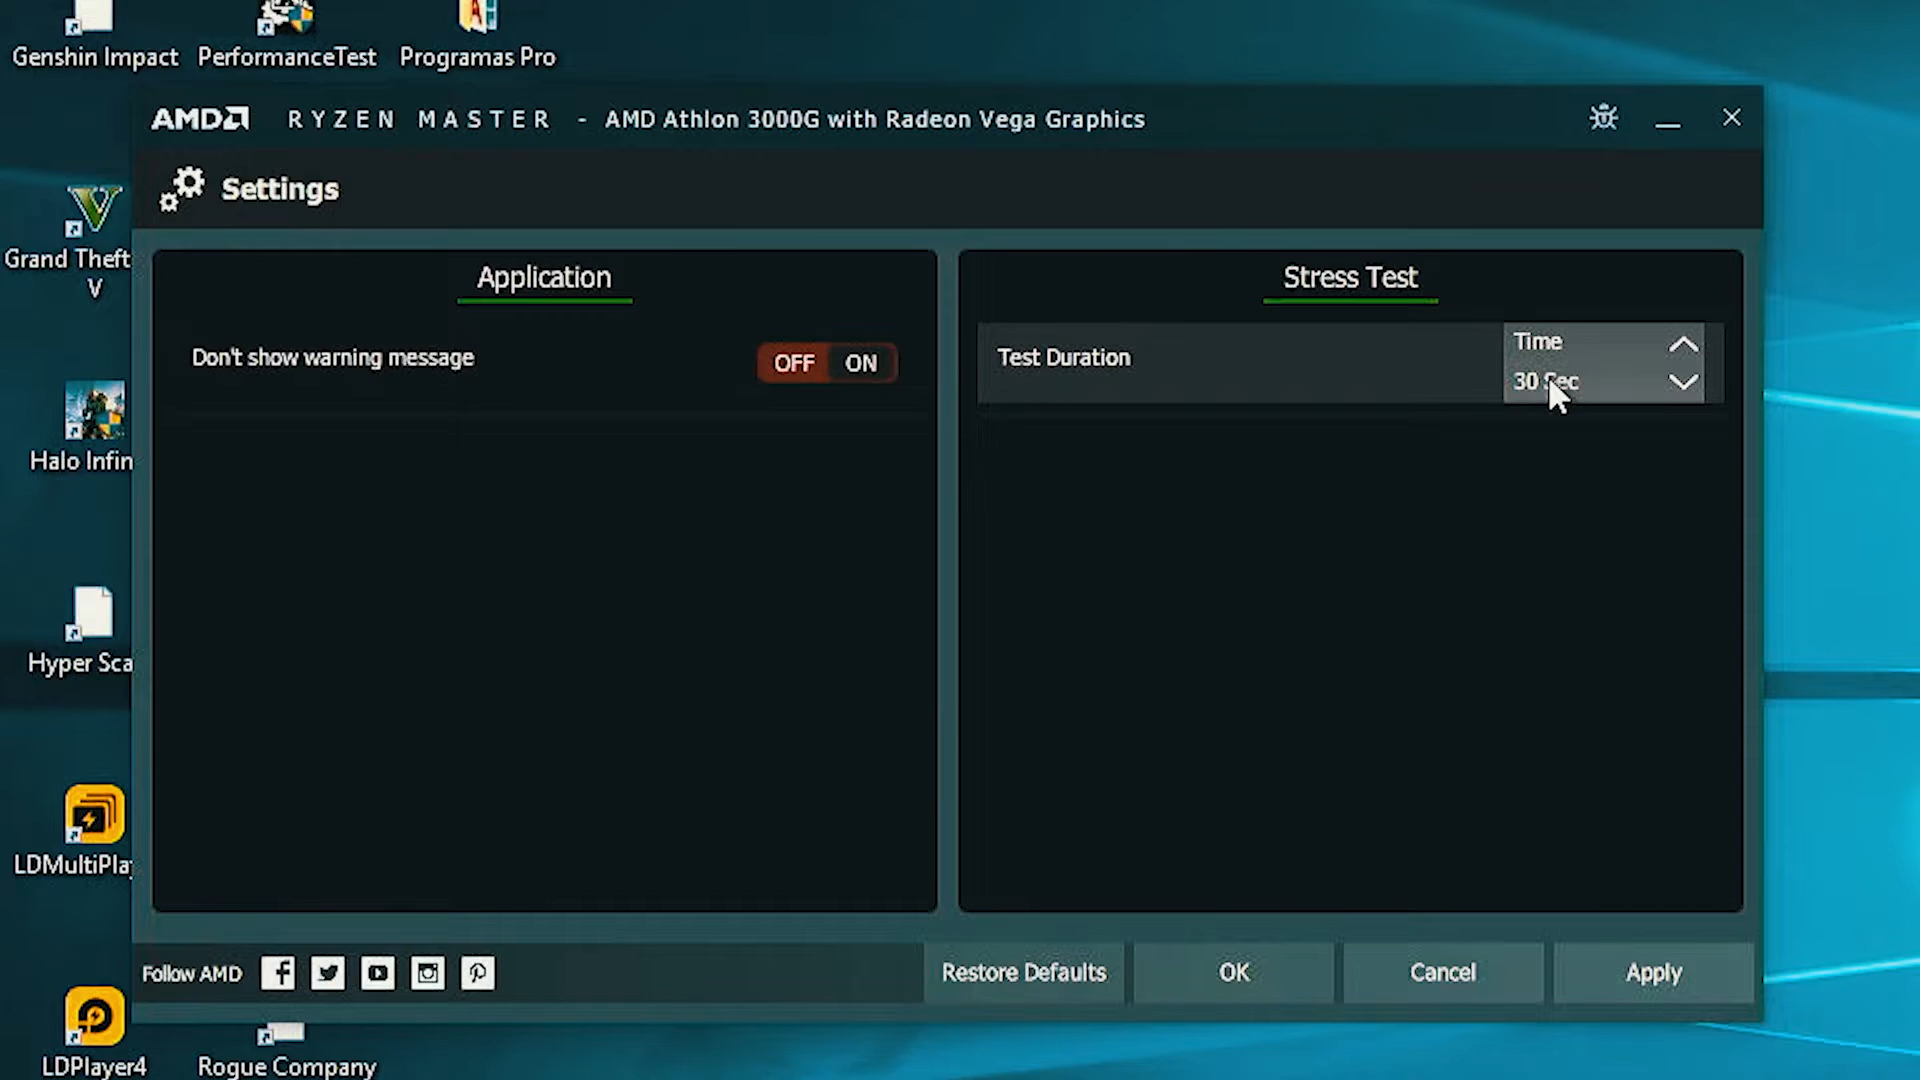 Genshin Impact
PerformanceTest
Programas Pro
AMD
RYZEN MASTER - AMD Athlon 3000G with Radeon Vega Graphics
Settings
Grand Theft
V
Application
Stress Test
Don't show warning message
OFF ON
Test Duration
Time
30 Sec
Halo Infin
Hyper Sca
LDMultiPla
Follow AMD
Restore Defaults
OK
Cancel
Apply
LDPlayer4
Rogue Company